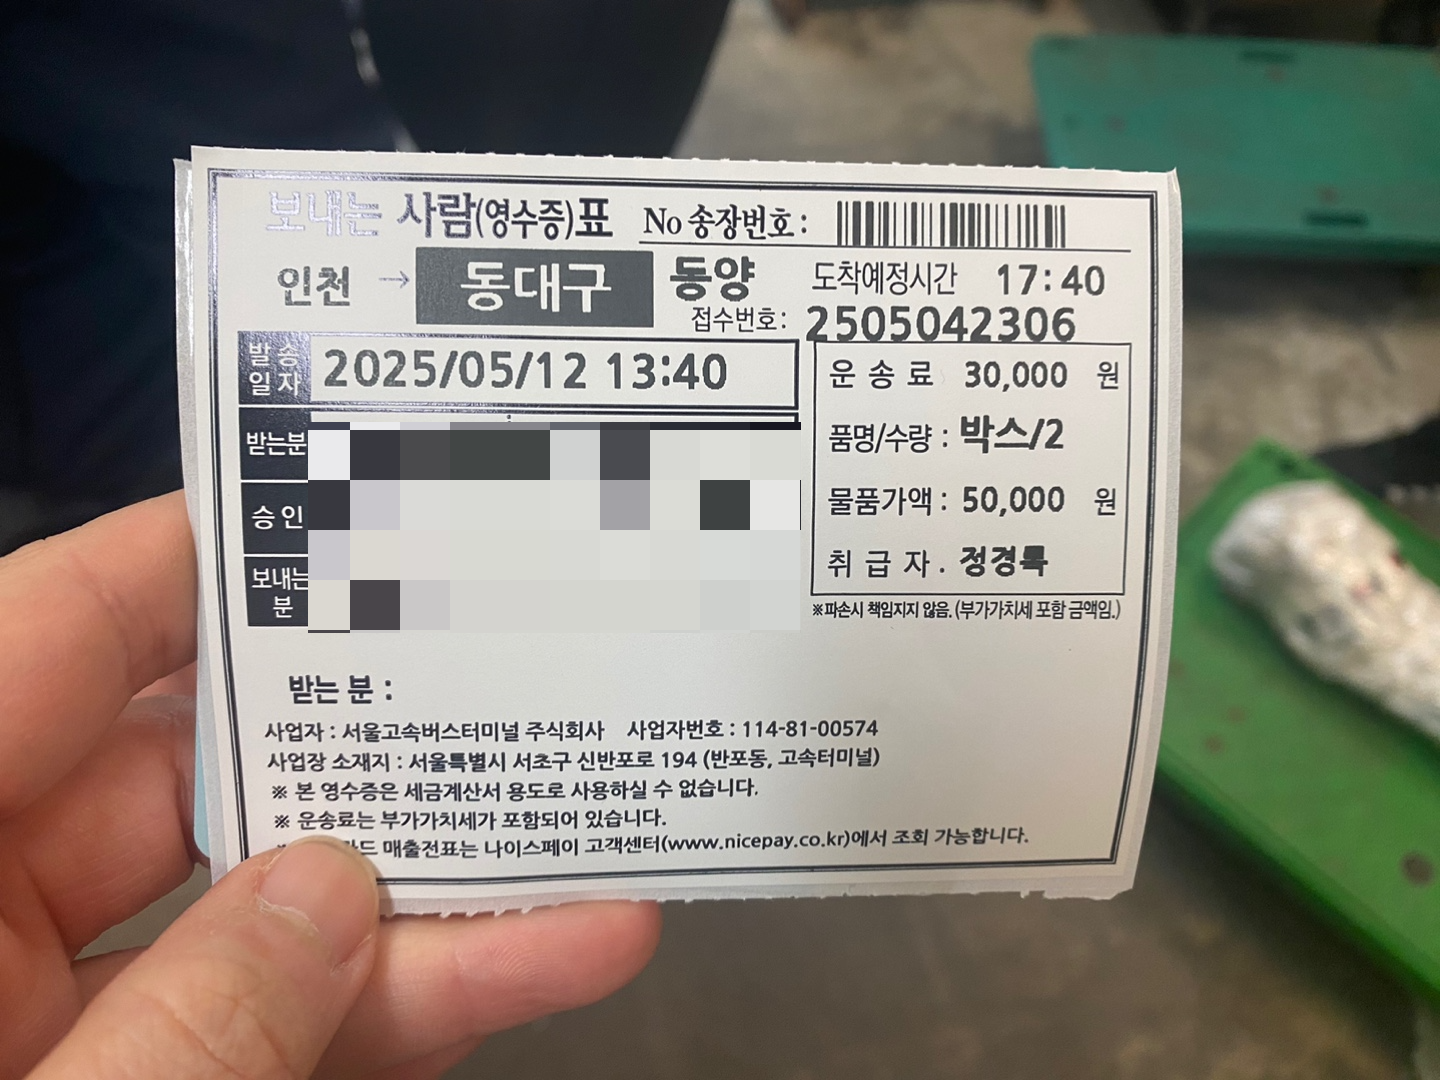 보내는 사람(영수증)표 No 송장번호:
인천 → 동대구 동양 도착예정시간 17:40
접수번호: 2505042306
발송일자 2025/05/12 13:40
운 송 료 30,000 원
받는분
품명/수량 : 박스/2
승 인
물품가액 : 50,000 원
보내는분
취 급 자 . 정경록
※파손시 책임지지 않음. (부가가치세 포함 금액임.)
받는 분 :
사업자 : 서울고속버스터미널 주식회사 사업자번호 : 114-81-00574
사업장 소재지 : 서울특별시 서초구 신반포로 194 (반포동, 고속터미널)
※ 본 영수증은 세금계산서 용도로 사용하실 수 없습니다.
※ 운송료는 부가가치세가 포함되어 있습니다.
매출전표는 나이스페이 고객센터(www.nicepay.co.kr)에서 조회 가능합니다.